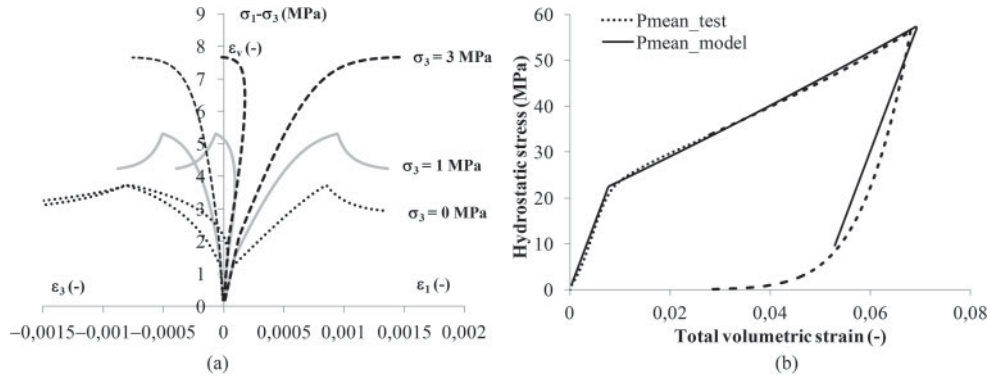 σ₁-σ₃ (MPa)
9
8
7
6
5
4
3
2
1
0
εᵥ (-)
σ₃ = 3 MPa
σ₃ = 1 MPa
σ₃ = 0 MPa
ε₃ (-)
ε₁ (-)
–0,0015 –0,001 –0,0005 0 0,0005 0,001 0,0015 0,002
(a)
Hydrostatic stress (MPa)
60
50
40
30
20
10
0
Pmean_test
Pmean_model
0 0,02 0,04 0,06 0,08
Total volumetric strain (-)
(b)